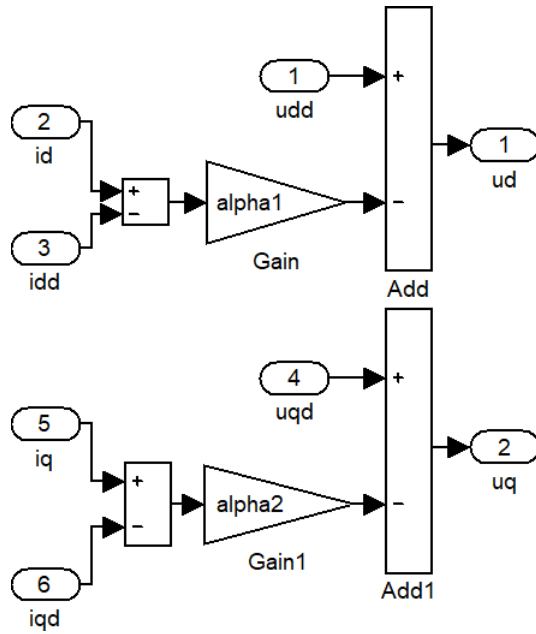 1
udd
+
2
id
+
−
alpha1
−
1
ud
3
idd
Gain
Add
4
uqd
+
5
iq
+
−
alpha2
−
2
uq
6
iqd
Gain1
Add1